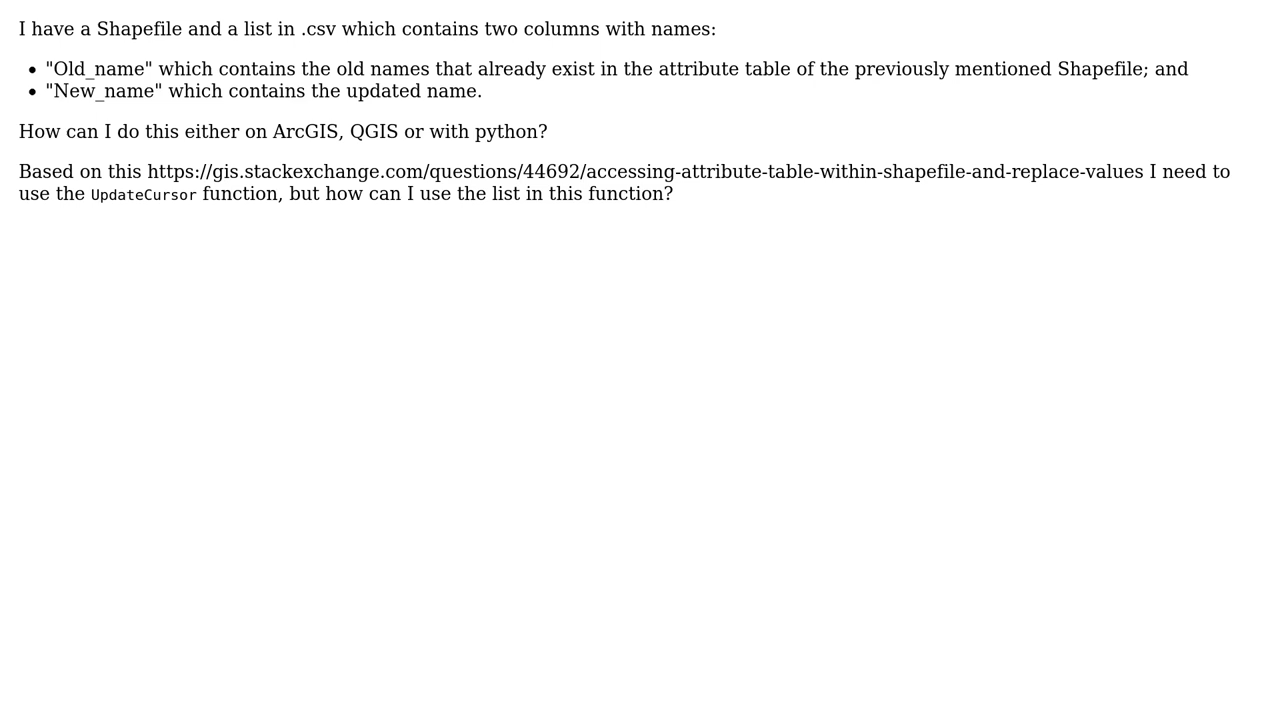 I have a Shapefile and a list in .csv which contains two columns with names:
• "Old_name" which contains the old names that already exist in the attribute table of the previously mentioned Shapefile; and
• "New_name" which contains the updated name.
How can I do this either on ArcGIS, QGIS or with python?
Based on this https://gis.stackexchange.com/questions/44692/accessing-attribute-table-within-shapefile-and-replace-values I need to
use the UpdateCursor function, but how can I use the list in this function?